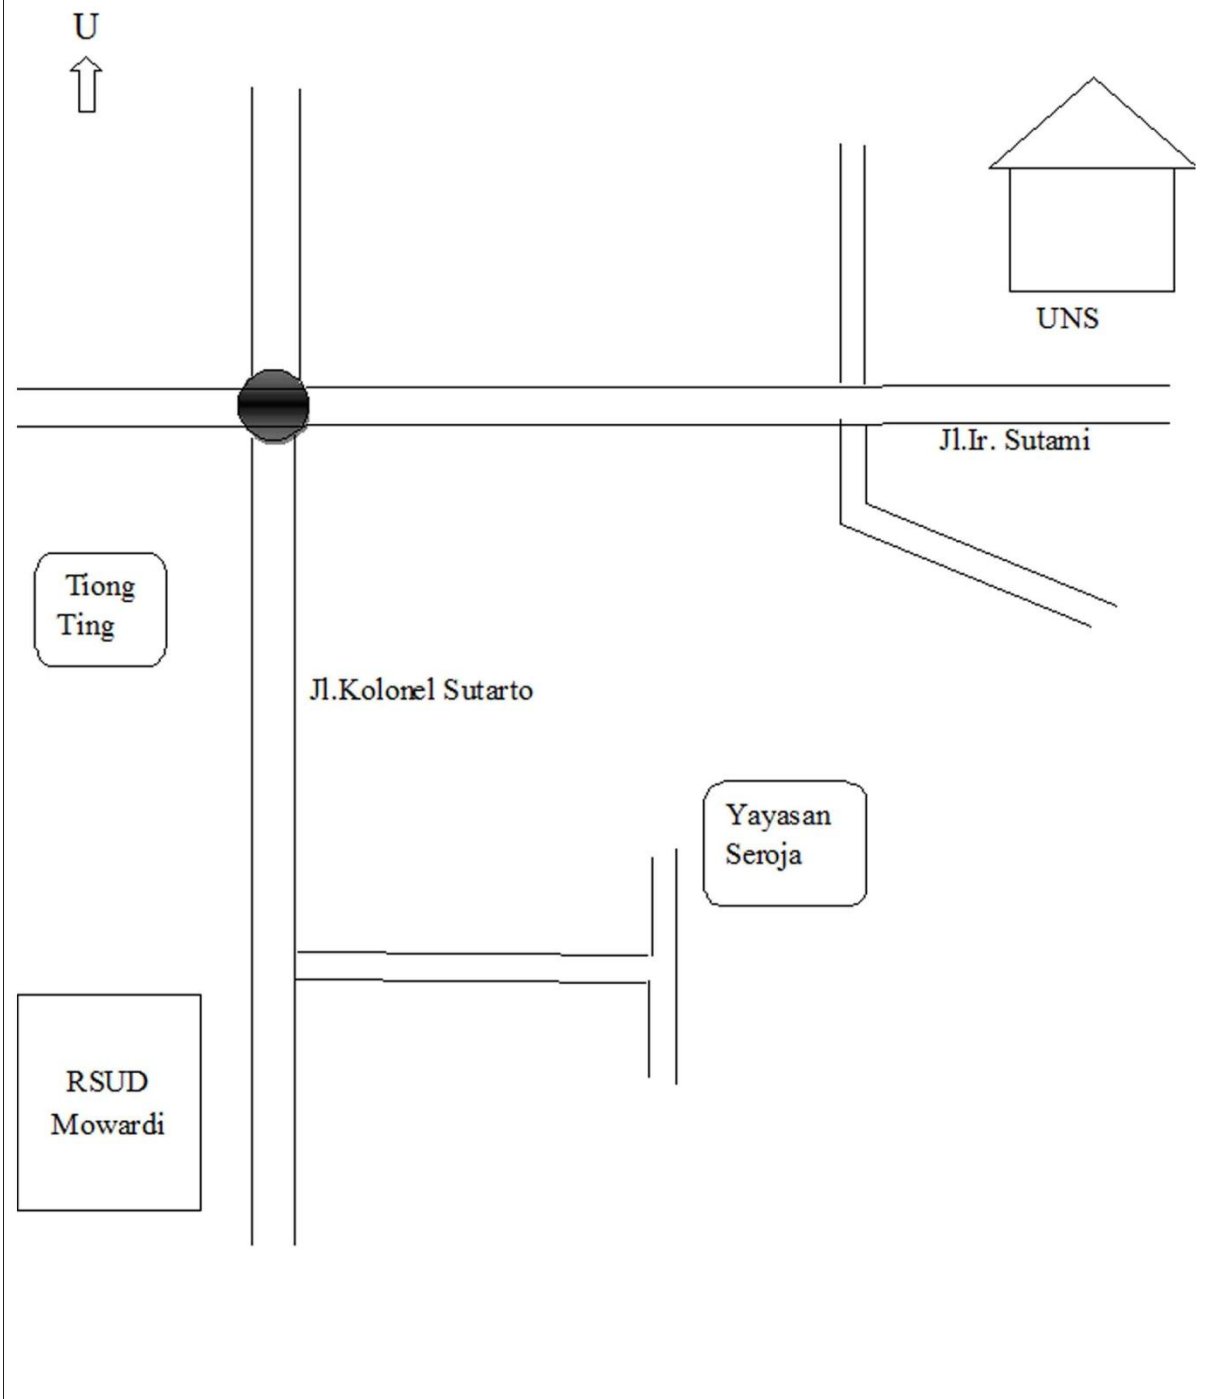 U
UNS
Jl.Ir. Sutami
Tiong
Ting
Jl.Kolonel Sutarto
Yayasan
Seroja
RSUD
Mowardi